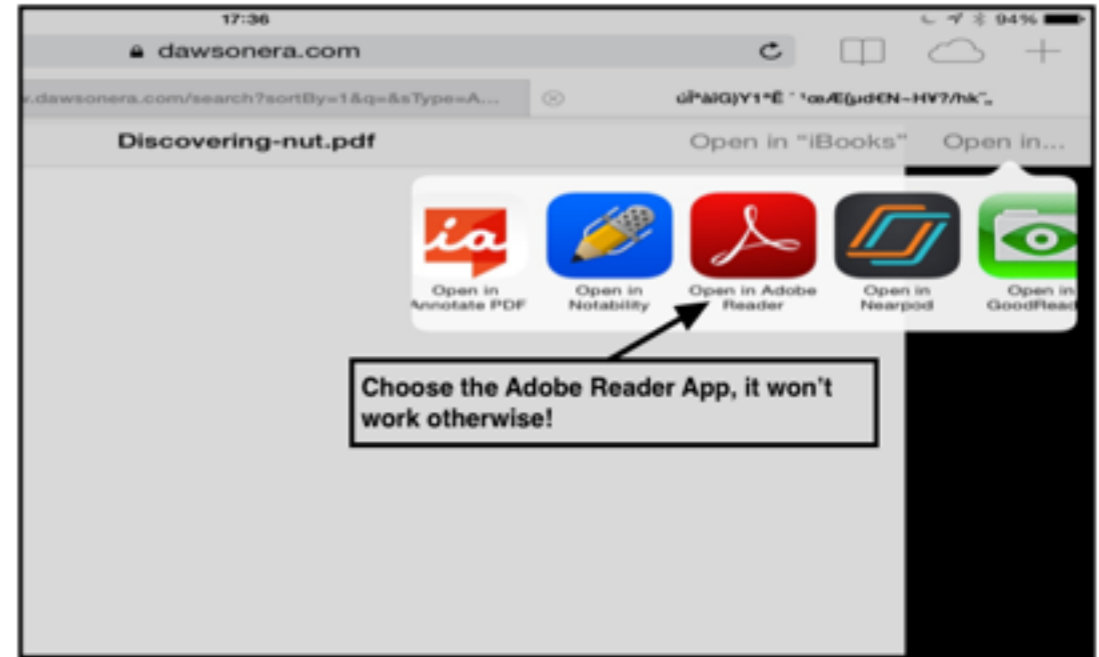 17:36
94%
dawsonera.com
v.dawsonera.com/search?sortBy=1&q=&sType=A...
Discovering-nut.pdf
Open in "iBooks"
Open in...
ia
Open in
Annotate PDF
Open in
Notability
Open in Adobe
Reader
Open in
Nearpod
Open in
GoodRead
Choose the Adobe Reader App, it won't
work otherwise!